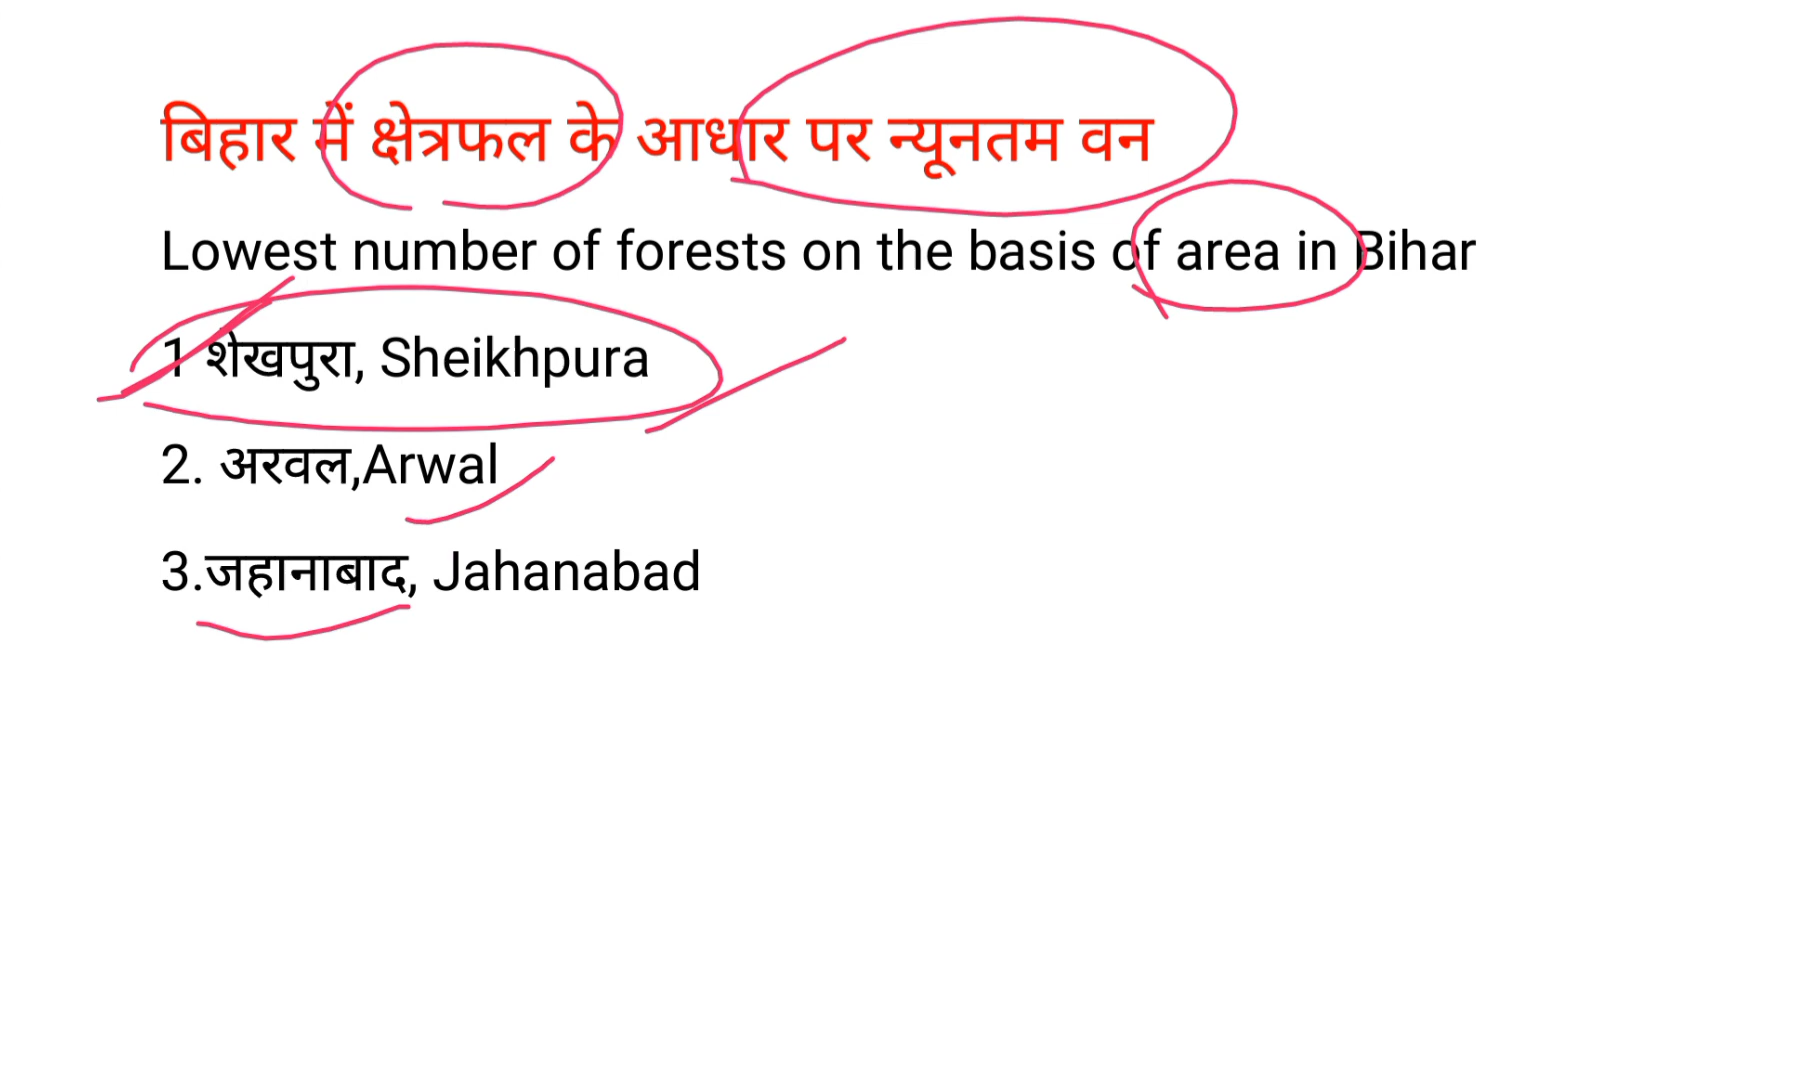 बिहार में क्षेत्रफल के आधार पर न्यूनतम वन
Lowest number of forests on the basis of area in Bihar
1 शेखपुरा, Sheikhpura
2. अरवल,Arwal
3.जहानाबाद, Jahanabad